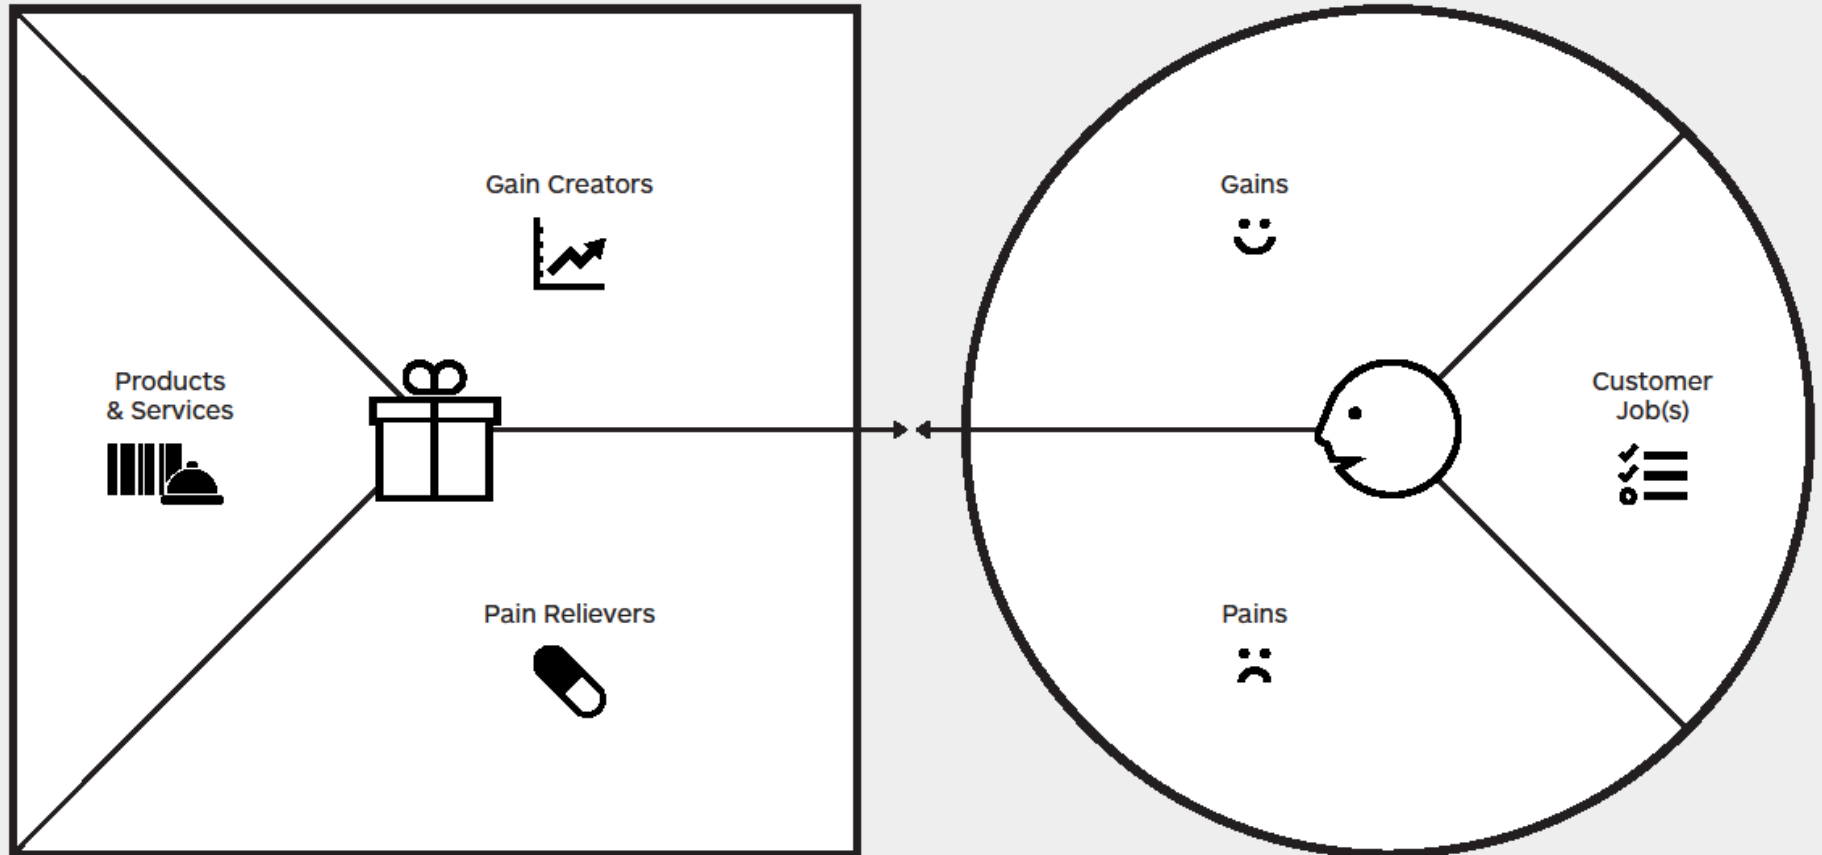 Gain Creators
Products
& Services
Pain Relievers
Gains
Customer
Job(s)
Pains